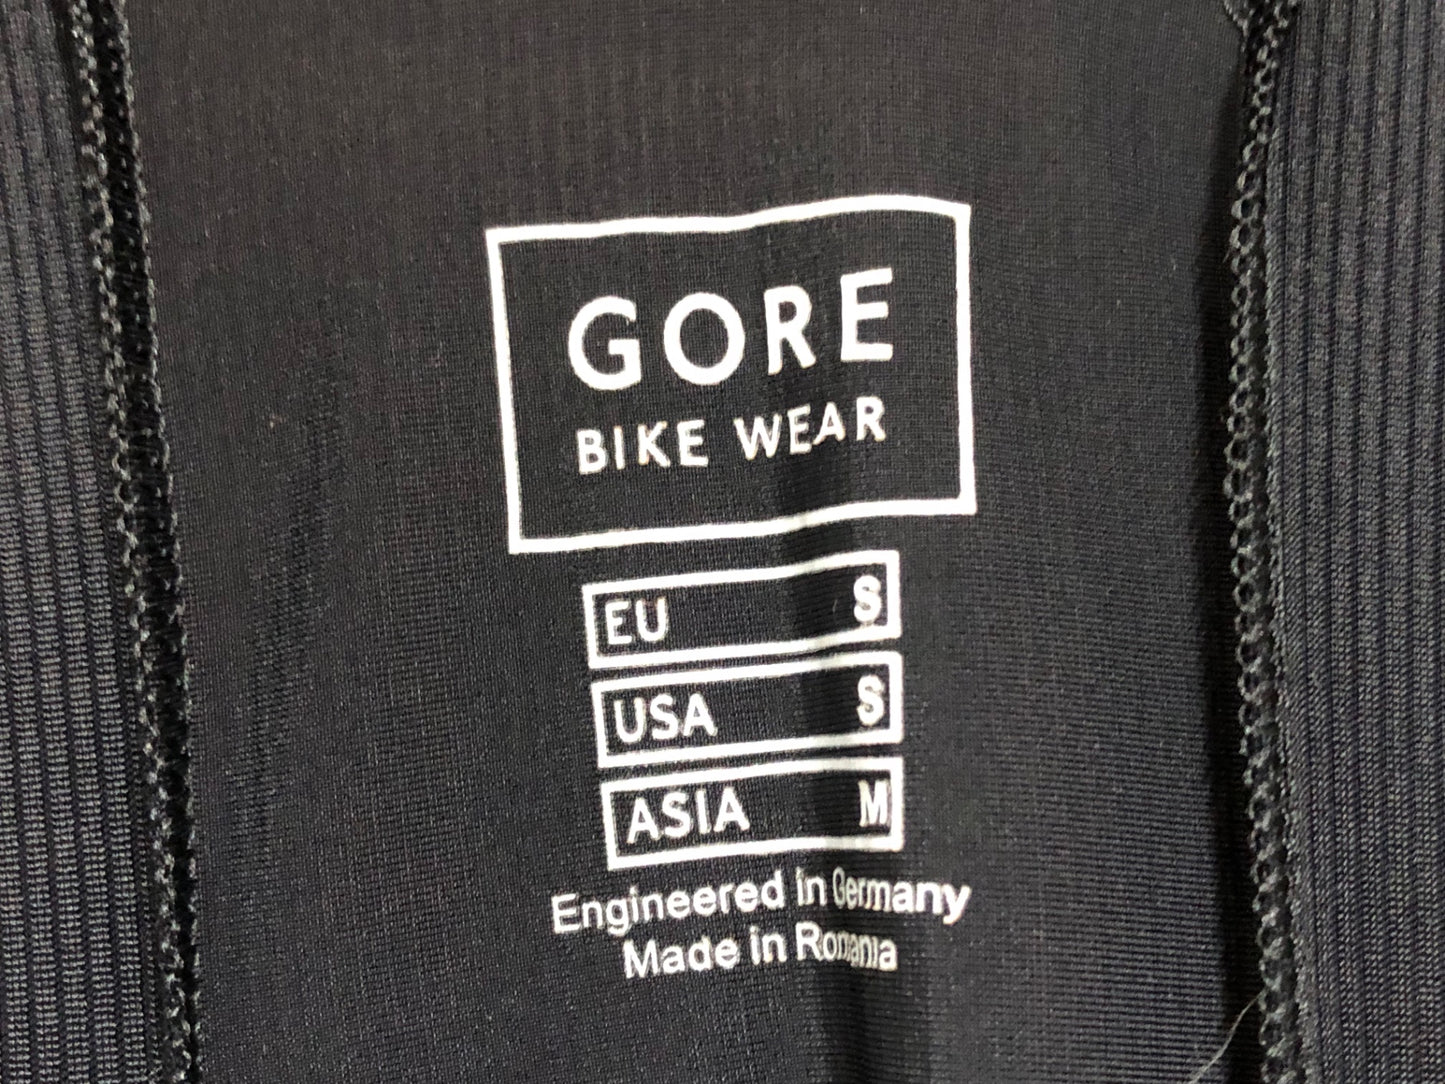 GORE
BIKE WEAR
EU S
USA S
ASIA M
Engineered in Germany
Made in Romania